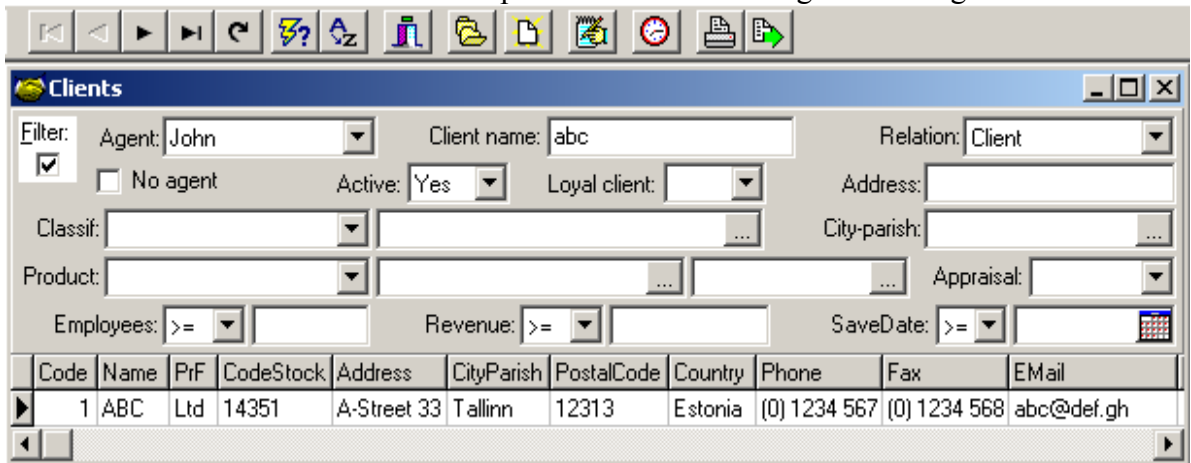 Clients
Filter: Agent: John Client name: abc Relation: Client
No agent Active: Yes Loyal client: Address:
Classif: ... City-parish: ...
Product: ... ... Appraisal:
Employees: >= Revenue: >= SaveDate: >=
Code Name PrF CodeStock Address CityParish PostalCode Country Phone Fax EMail
1 ABC Ltd 14351 A-Street 33 Tallinn 12313 Estonia (0) 1234 567 (0) 1234 568 abc@def.gh